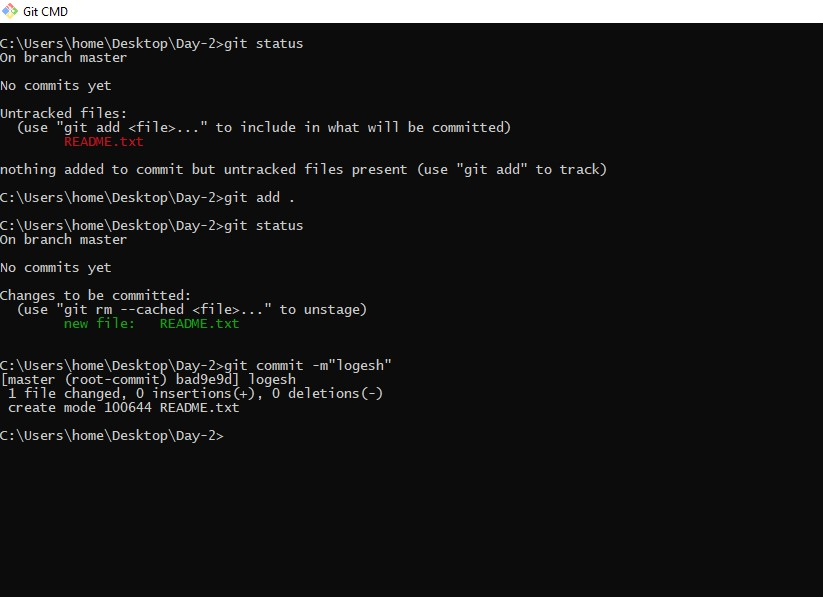 Git CMD
C:\Users\home\Desktop\Day-2>git status
On branch master
No commits yet
Untracked files:
  (use "git add <file>..." to include in what will be committed)
        README.txt
nothing added to commit but untracked files present (use "git add" to track)
C:\Users\home\Desktop\Day-2>git add .
C:\Users\home\Desktop\Day-2>git status
On branch master
No commits yet
Changes to be committed:
  (use "git rm --cached <file>..." to unstage)
        new file:   README.txt
C:\Users\home\Desktop\Day-2>git commit -m"logesh"
[master (root-commit) bad9e9d] logesh
 1 file changed, 0 insertions(+), 0 deletions(-)
 create mode 100644 README.txt
C:\Users\home\Desktop\Day-2>